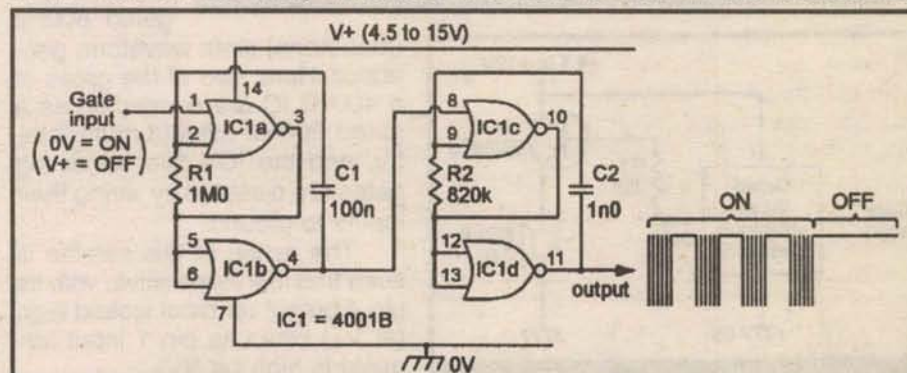 V+ (4.5 to 15V)
14
Gate
input
( 0V = ON
V+ = OFF )
1
2
IC1a
3
R1
1M0
C1
100n
5
6
IC1b
4
7
IC1 = 4001B
8
9
IC1c
10
R2
820k
C2
1n0
12
13
IC1d
11
output
ON
OFF
0V